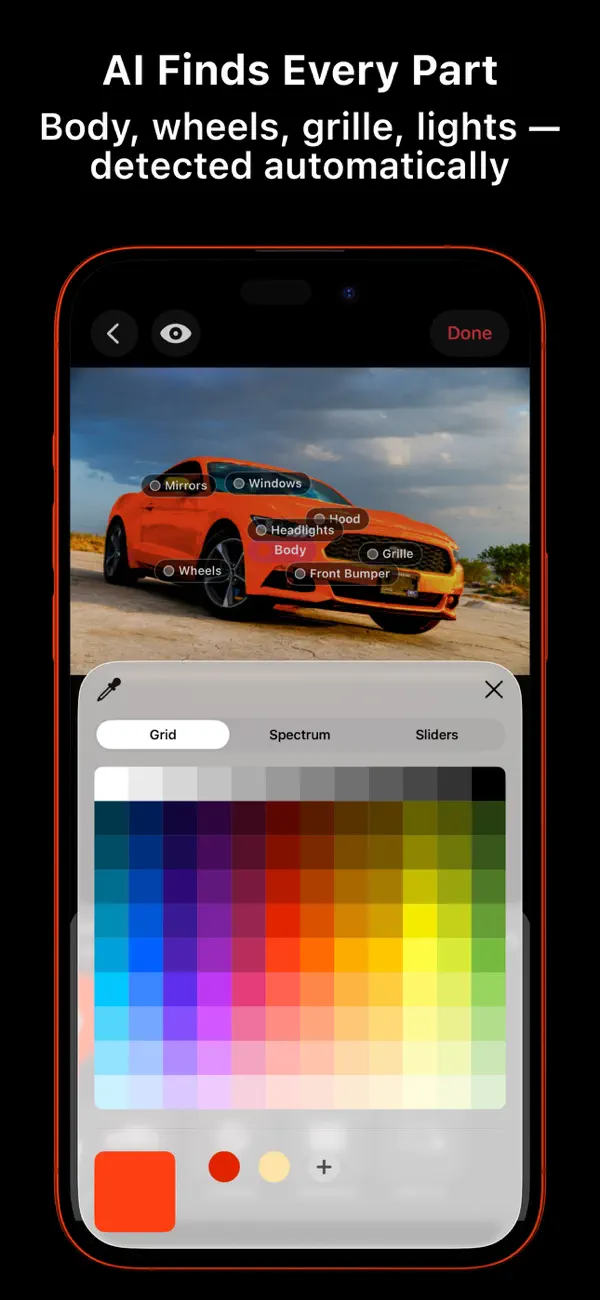 AI Finds Every Part
Body, wheels, grille, lights —
detected automatically
Done
Mirrors
Windows
Hood
Headlights
Body
Grille
Wheels
Front Bumper
Grid
Spectrum
Sliders